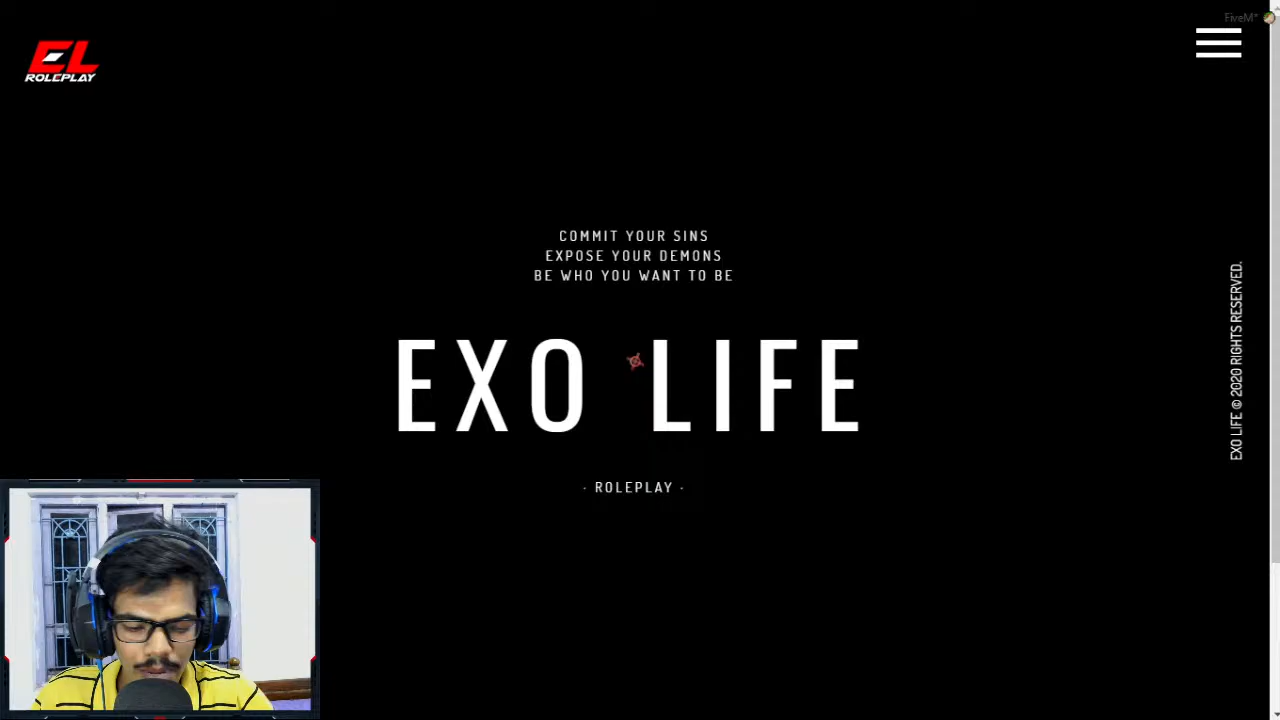 FiveM*
EL
ROLEPLAY
COMMIT YOUR SINS
EXPOSE YOUR DEMONS
BE WHO YOU WANT TO BE
EXO LIFE
· ROLEPLAY ·
EXO LIFE © 2020 RIGHTS RESERVED.